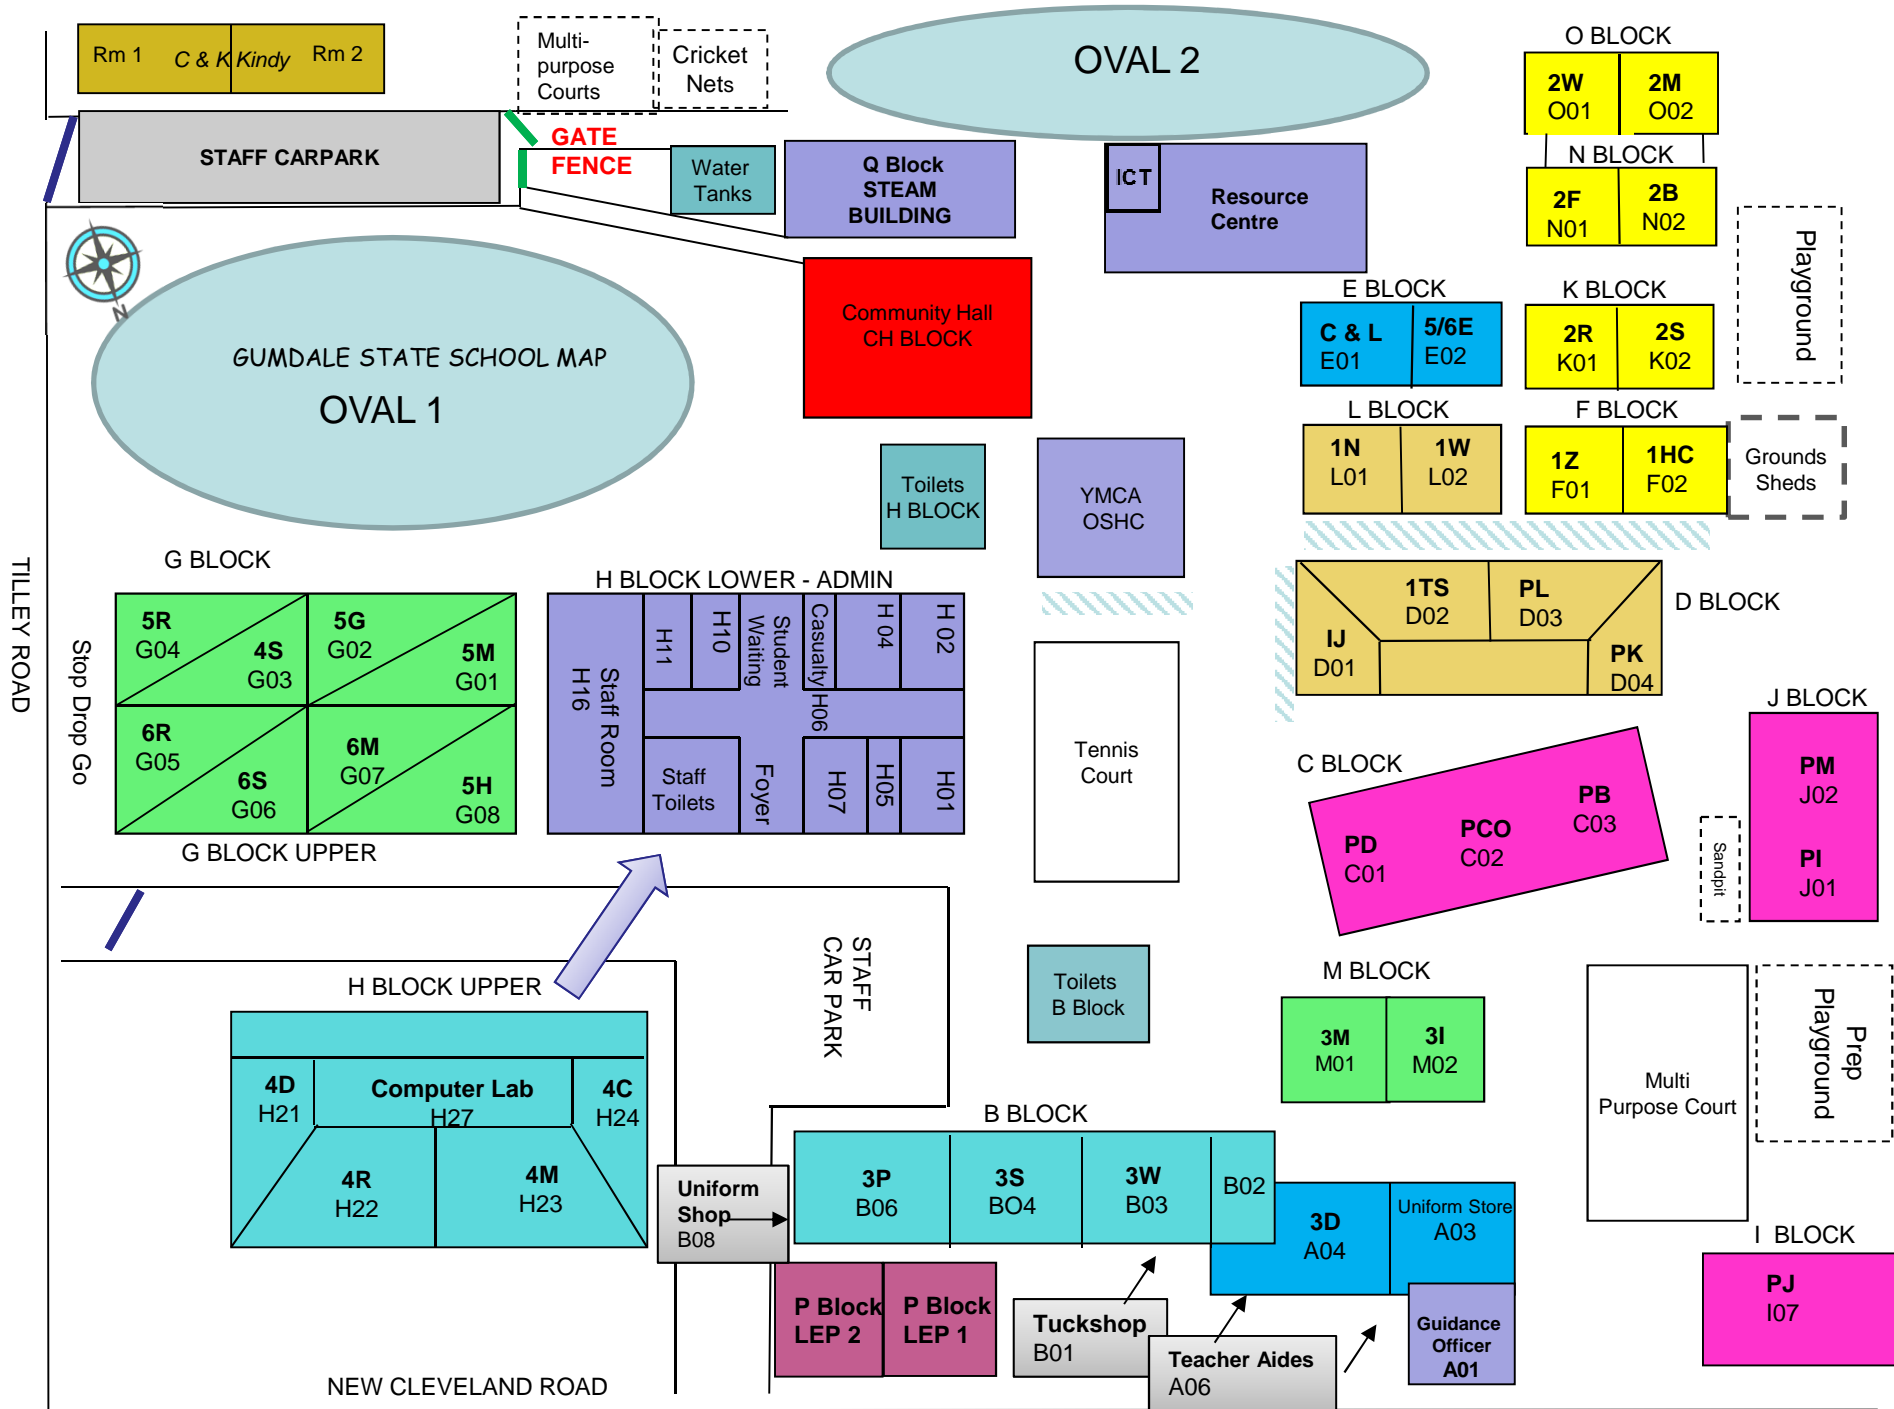 Rm 1
C & K Kindy
Rm 2
Multi-
purpose
Courts
Cricket
Nets
OVAL 2
O BLOCK
2W
O01
2M
O02
STAFF CARPARK
GATE
FENCE
Water
Tanks
Q Block
STEAM
BUILDING
ICT
Resource
Centre
N BLOCK
2F
N01
2B
N02
Playground
N
GUMDALE STATE SCHOOL MAP
OVAL 1
Community Hall
CH BLOCK
E BLOCK
C & L
E01
5/6E
E02
K BLOCK
2R
K01
2S
K02
L BLOCK
1N
L01
1W
L02
F BLOCK
1Z
F01
1HC
F02
Grounds
Sheds
Toilets
H BLOCK
YMCA
OSHC
TILLEY ROAD
Stop Drop Go
G BLOCK
5R
G04
4S
G03
5G
G02
5M
G01
6R
G05
6S
G06
6M
G07
5H
G08
G BLOCK UPPER
H BLOCK LOWER - ADMIN
Staff Room
H16
H11
H10
Student
Waiting
Casualty H06
H 04
H 02
Staff
Toilets
Foyer
H07
H05
H01
Tennis
Court
D BLOCK
1TS
D02
PL
D03
IJ
D01
PK
D04
C BLOCK
PD
C01
PCO
C02
PB
C03
J BLOCK
PM
J02
PI
J01
Sandpit
STAFF
CAR PARK
Toilets
B Block
M BLOCK
3M
M01
3I
M02
Multi
Purpose Court
Prep
Playground
H BLOCK UPPER
4D
H21
Computer Lab
H27
4C
H24
4R
H22
4M
H23
Uniform
Shop
B08
B BLOCK
3P
B06
3S
BO4
3W
B03
B02
3D
A04
Uniform Store
A03
I BLOCK
PJ
I07
P Block
LEP 2
P Block
LEP 1
Tuckshop
B01
Teacher Aides
A06
Guidance
Officer
A01
NEW CLEVELAND ROAD